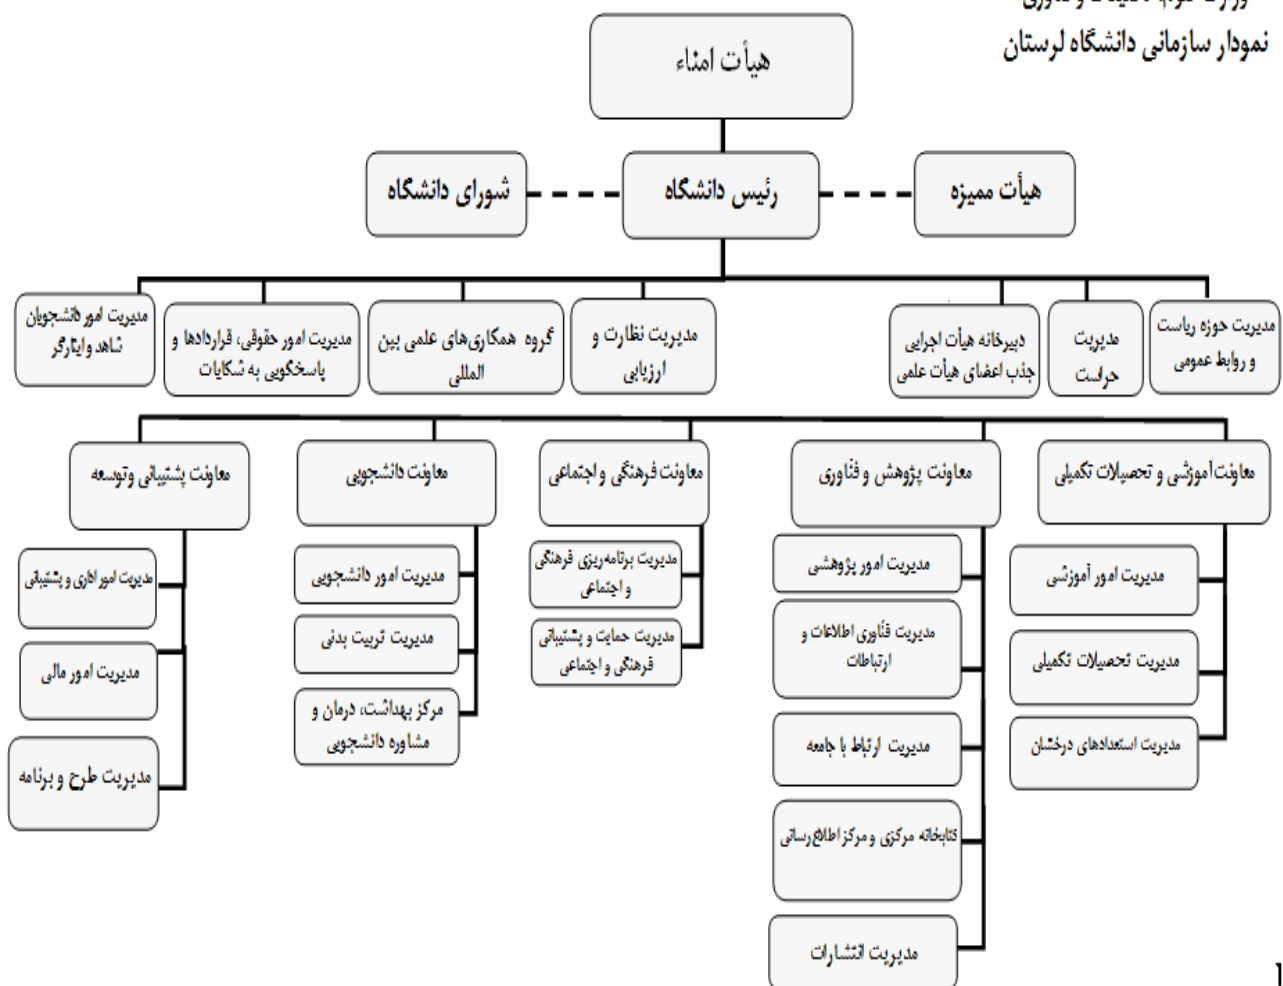 نمودار سازمانی دانشگاه لرستان
هیأت امناء
هیأت ممیزه
رئیس دانشگاه
شورای دانشگاه
مدیریت حوزه ریاست
و روابط عمومی
مدیریت
حراست
دبیرخانه هیأت اجرایی
جذب اعضای هیأت علمی
مدیریت نظارت و
ارزیابی
گروه همکاری‌های علمی بین
المللی
مدیریت امور حقوقی، قراردادها و
پاسخگویی به شکایات
مدیریت امور دانشجویان
شاهد و ایثارگر
معاونت آموزشی و تحصیلات تکمیلی
معاونت پژوهش و فنّاوری
معاونت فرهنگی و اجتماعی
معاونت دانشجویی
معاونت پشتیبانی وتوسعه
مدیریت امور آموزشی
مدیریت تحصیلات تکمیلی
مدیریت استعدادهای درخشان
مدیریت امور پژوهشی
مدیریت فنّاوری اطلاعات و
ارتباطات
مدیریت ارتباط با جامعه
کتابخانه مرکزی و مرکز اطلاع‌رسانی
مدیریت انتشارات
مدیریت برنامه‌ریزی فرهنگی
و اجتماعی
مدیریت حمایت و پشتیبانی
فرهنگی و اجتماعی
مدیریت امور دانشجویی
مدیریت تربیت بدنی
مرکز بهداشت، درمان و
مشاوره دانشجویی
مدیریت امور اداری و پشتیبانی
مدیریت امور مالی
مدیریت طرح و برنامه